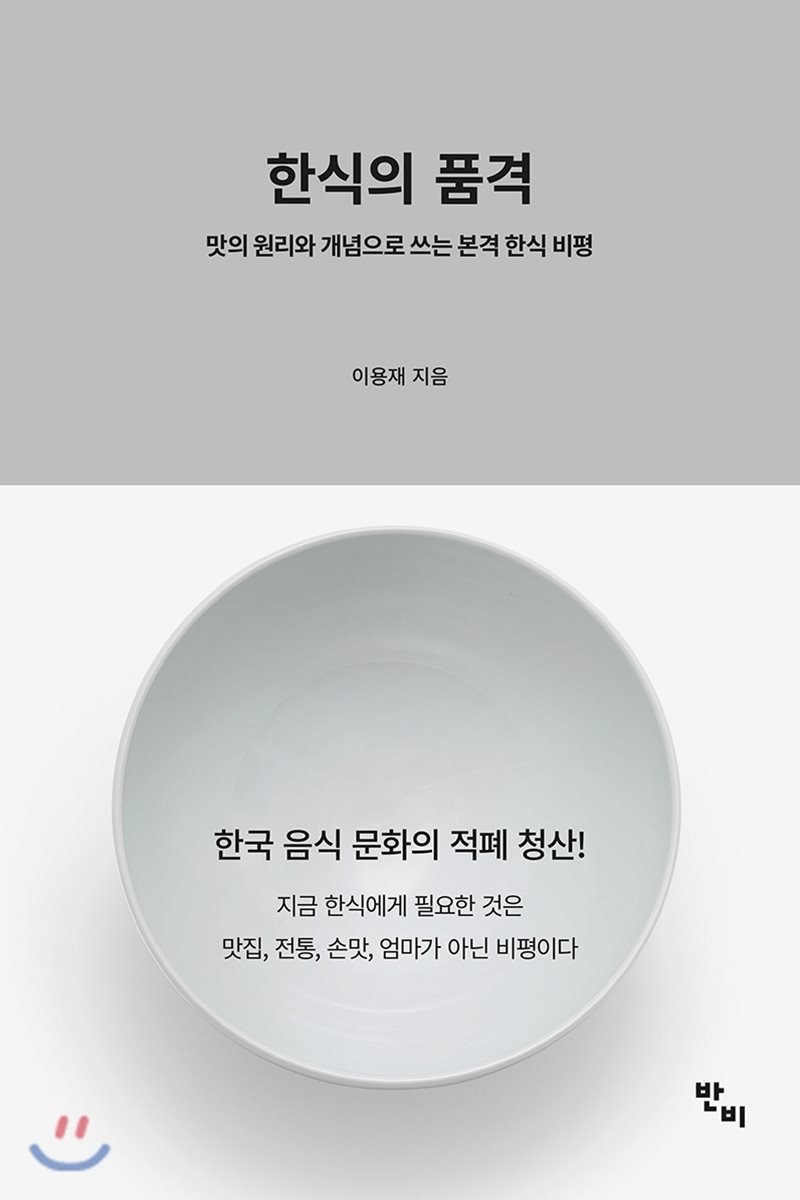 한식의 품격
맛의 원리와 개념으로 쓰는 본격 한식 비평
이용재 지음
한국 음식 문화의 적폐 청산!
지금 한식에게 필요한 것은
맛집, 전통, 손맛, 엄마가 아닌 비평이다
반비